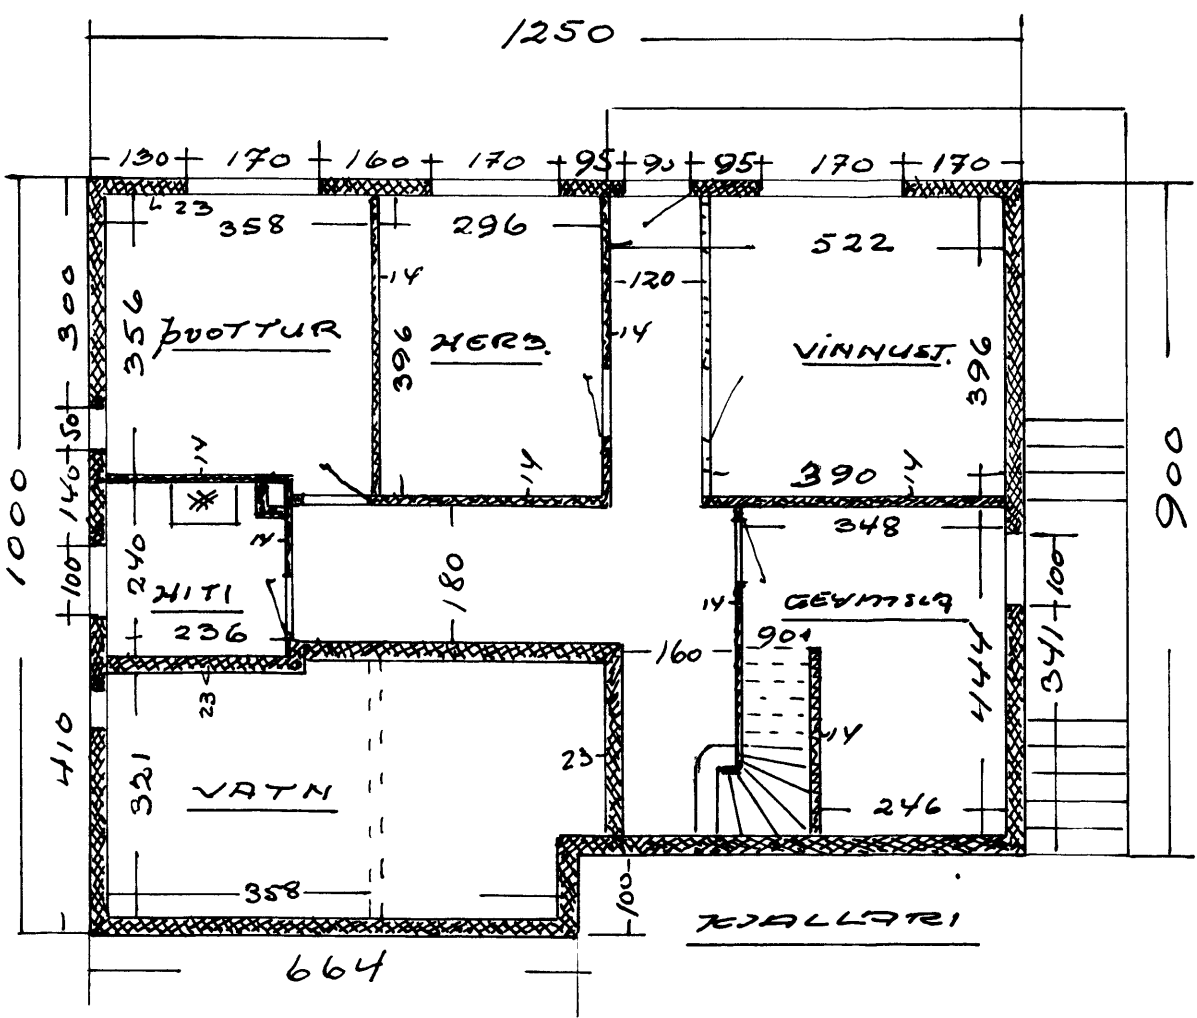 1250
130 170 160 170 95 90 95 170 170
23
358 296 522
14 120
300 356 ÞVOTTUR 396 HERB. 14 VINNUST. 396
50
14 14 390 14
1000 140 900
348
14
100 240 HITI 180 14 GEYMSLA 100
236 160 90
341
444
23
410 23 14
321 VATN 246
358 100
KJALLARI
664